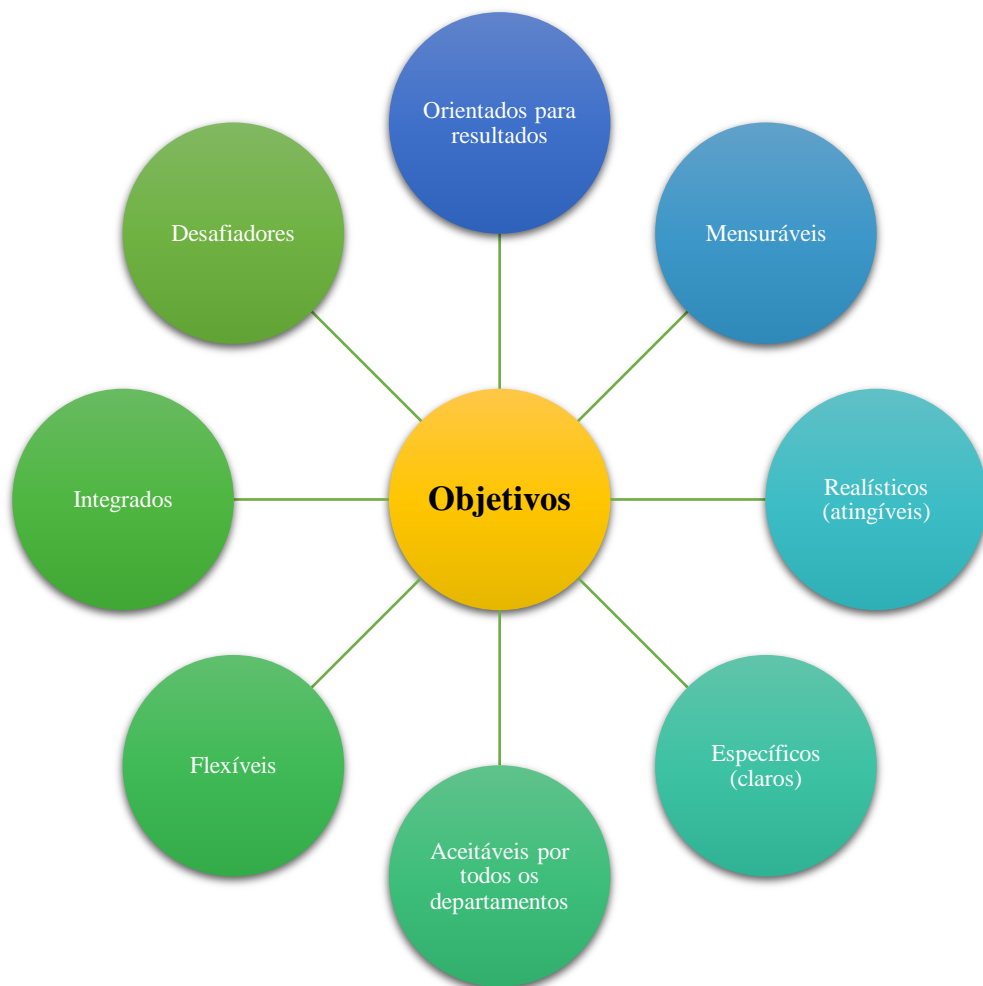 Orientados para
resultados
Desafiadores
Mensuráveis
Integrados
Objetivos
Realísticos
(atingíveis)
Flexíveis
Específicos
(claros)
Aceitáveis por
todos os
departamentos